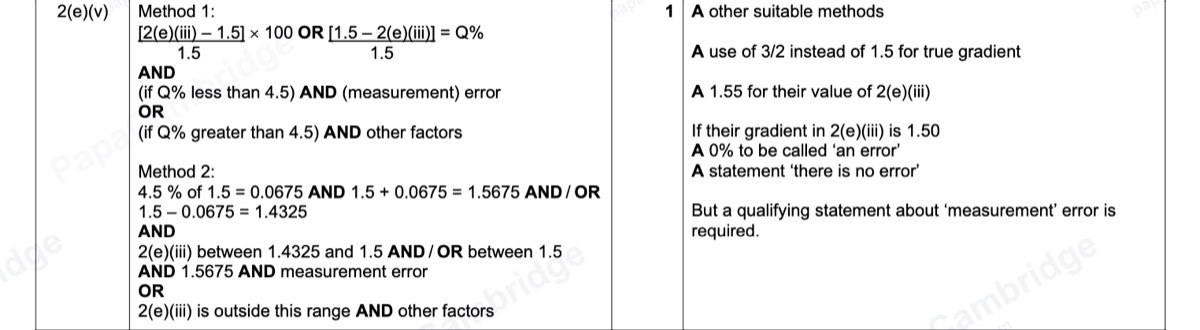 2(e)(v)
Method 1:
[2(e)(iii) – 1.5] × 100 OR [1.5 – 2(e)(iii)] = Q%
1.5 1.5
AND
(if Q% less than 4.5) AND (measurement) error
OR
(if Q% greater than 4.5) AND other factors
Method 2:
4.5 % of 1.5 = 0.0675 AND 1.5 + 0.0675 = 1.5675 AND / OR
1.5 – 0.0675 = 1.4325
AND
2(e)(iii) between 1.4325 and 1.5 AND / OR between 1.5
AND 1.5675 AND measurement error
OR
2(e)(iii) is outside this range AND other factors
1
A other suitable methods
A use of 3/2 instead of 1.5 for true gradient
A 1.55 for their value of 2(e)(iii)
If their gradient in 2(e)(iii) is 1.50
A 0% to be called ‘an error’
A statement ‘there is no error’
But a qualifying statement about ‘measurement’ error is
required.